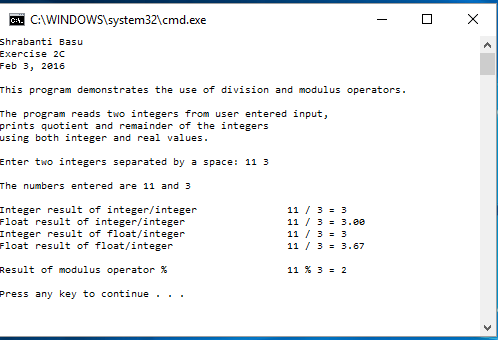 C:\WINDOWS\system32\cmd.exe
Shrabanti Basu
Exercise 2C
Feb 3, 2016
This program demonstrates the use of division and modulus operators.
The program reads two integers from user entered input,
prints quotient and remainder of the integers
using both integer and real values.
Enter two integers separated by a space: 11 3
The numbers entered are 11 and 3
Integer result of integer/integer 11 / 3 = 3
Float result of integer/integer 11 / 3 = 3.00
Integer result of float/integer 11 / 3 = 3
Float result of float/integer 11 / 3 = 3.67
Result of modulus operator % 11 % 3 = 2
Press any key to continue . . .